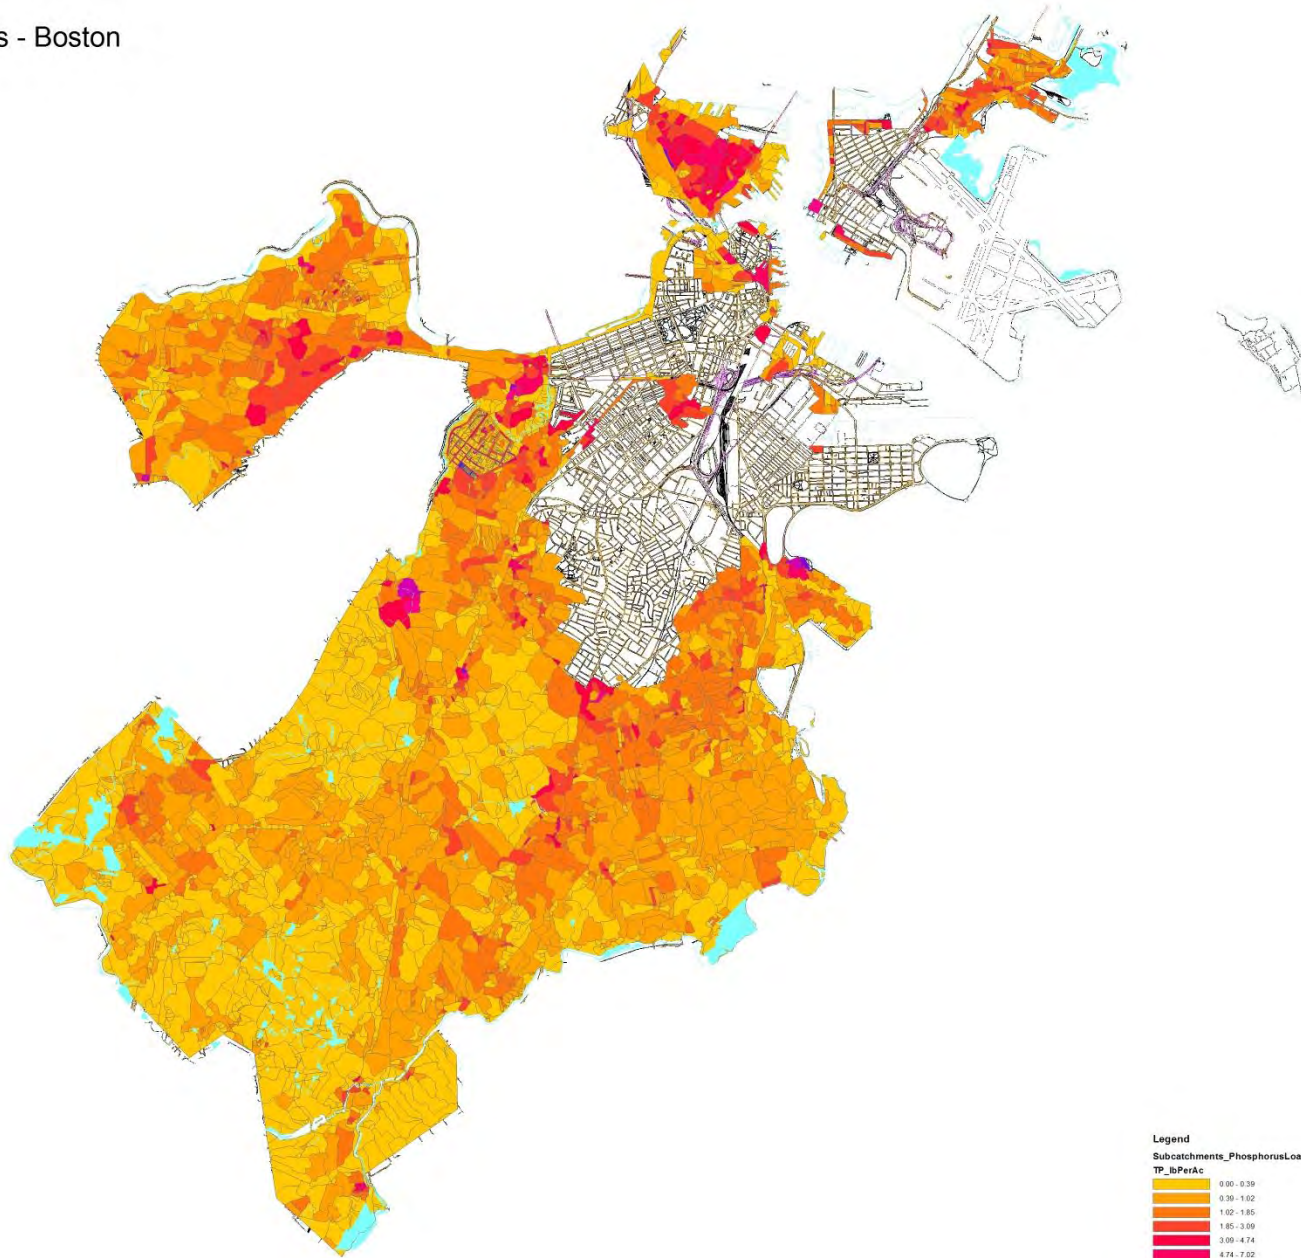 s - Boston
Legend
Subcatchments_PhosphorusLoa
TP_lbPerAc
0.00 - 0.39
0.39 - 1.02
1.02 - 1.85
1.85 - 3.09
3.09 - 4.74
4.74 - 7.02